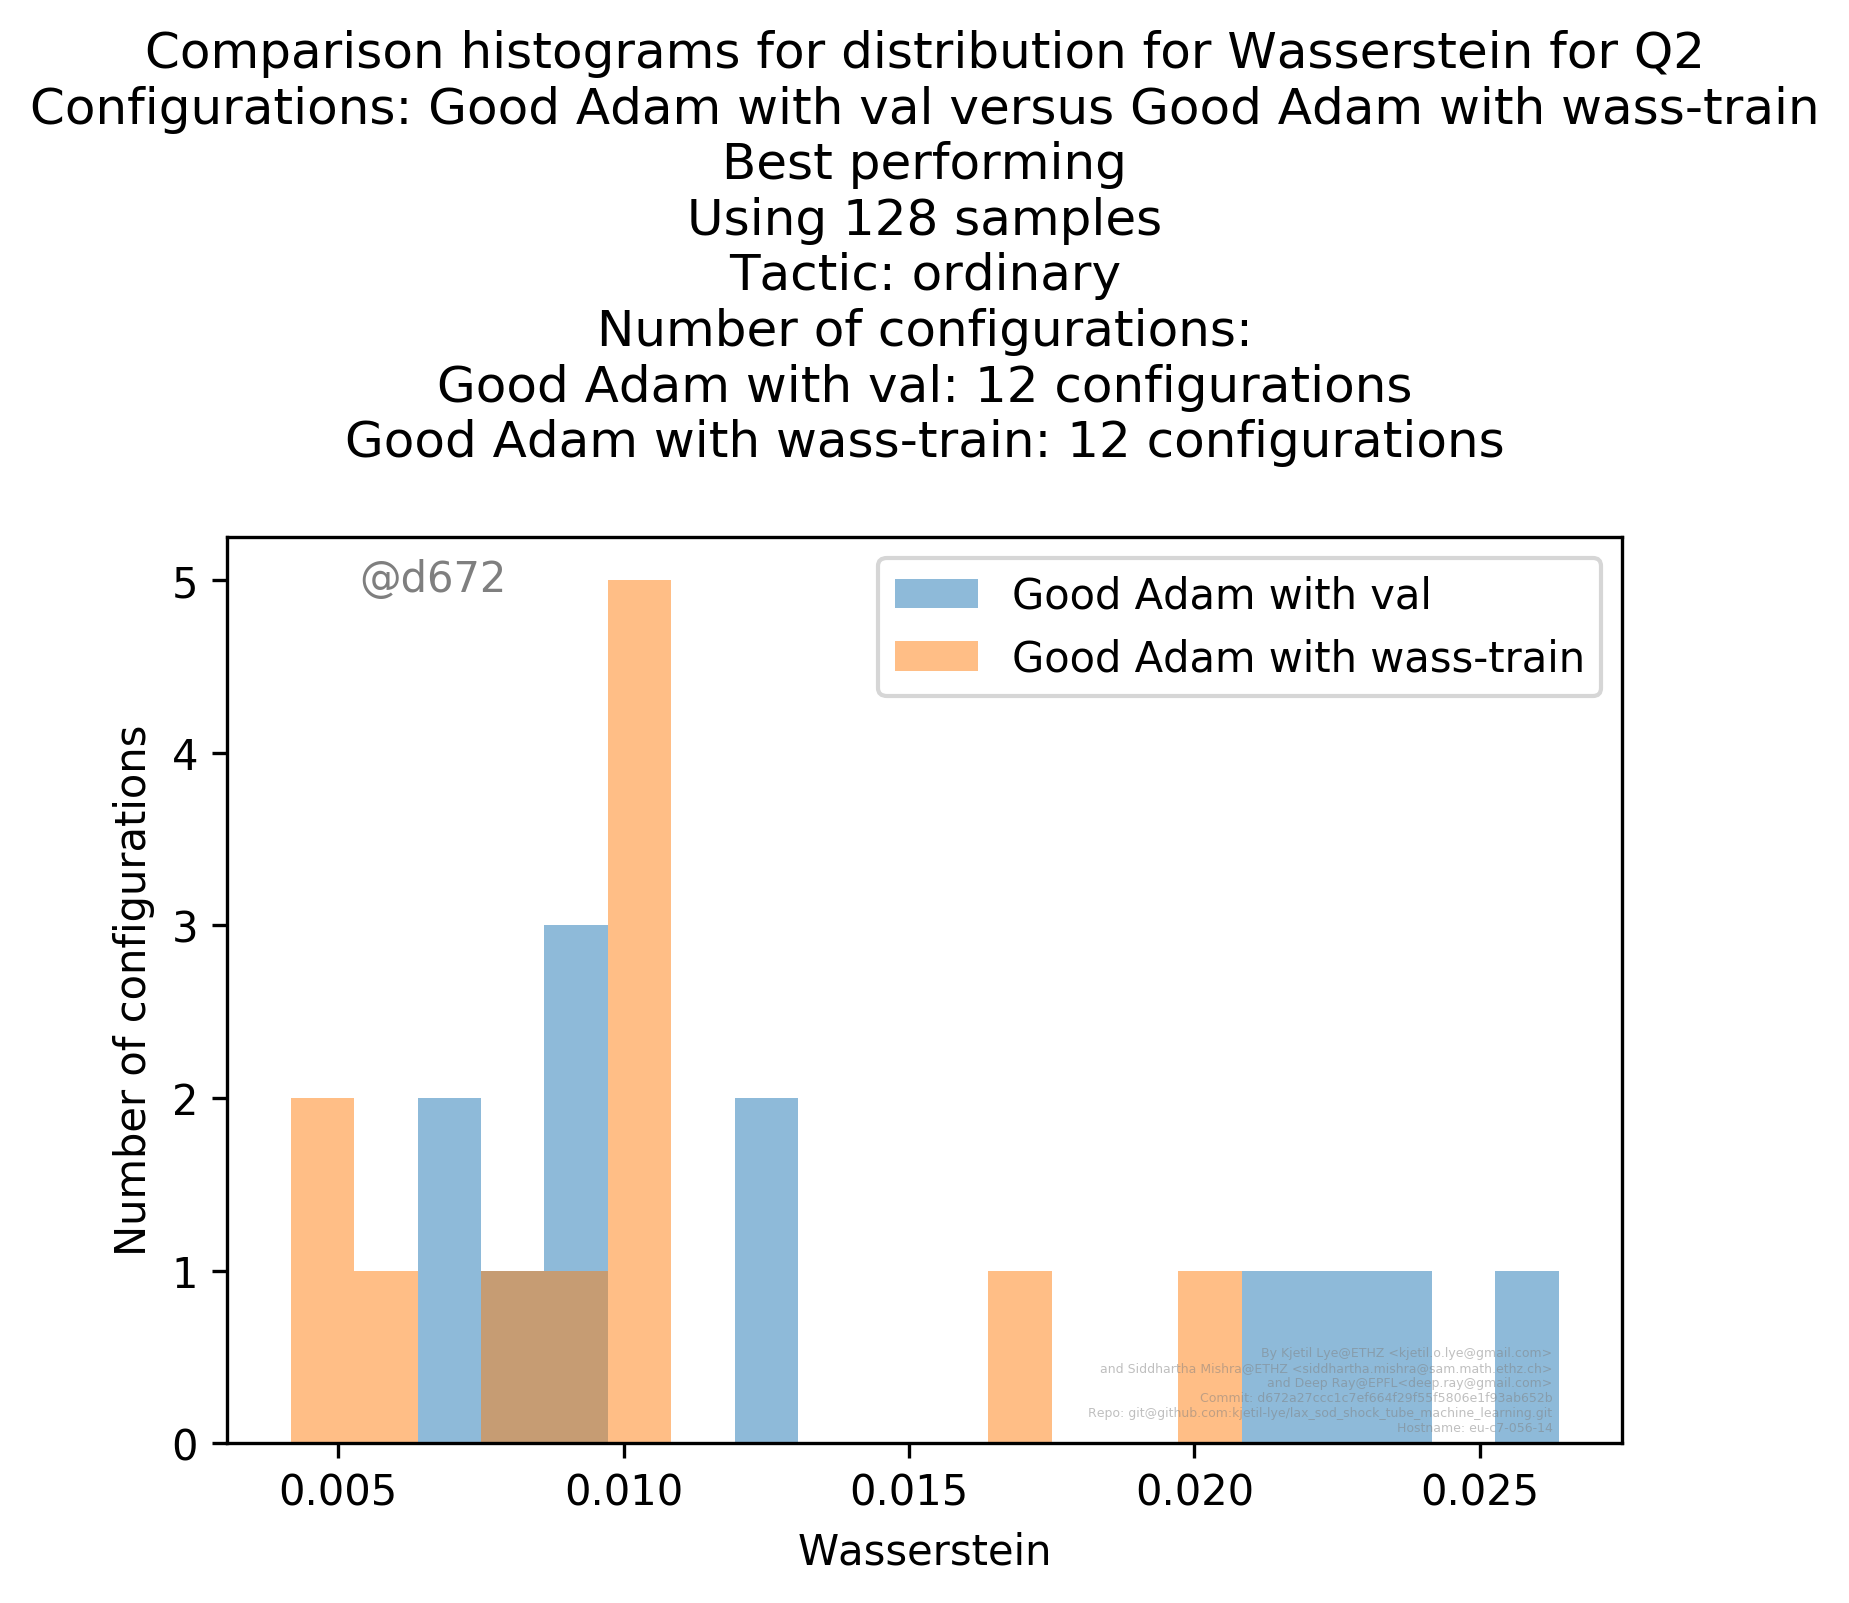 Comparison histograms for distribution for Wasserstein for Q2
Configurations: Good Adam with val versus Good Adam with wass-train
Best performing
Using 128 samples
Tactic: ordinary
Number of configurations:
Good Adam with val: 12 configurations
Good Adam with wass-train: 12 configurations
@d672
Good Adam with val
Good Adam with wass-train
Number of configurations
5
4
3
2
1
0
By Kjetil Lye@ETHZ <kjetil.o.lye@gmail.com>
and Siddhartha Mishra@ETHZ <siddhartha.mishra@sam.math.ethz.ch>
and Deep Ray@EPFL<deep.ray@gmail.com>
Commit: d672a27ccc1c7ef664f29f55f5806e1f93ab652b
Repo: git@github.com:kjetil-lye/lax_sod_shock_tube_machine_learning.git
Hostname: eu-c7-056-14
0.005 0.010 0.015 0.020 0.025
Wasserstein